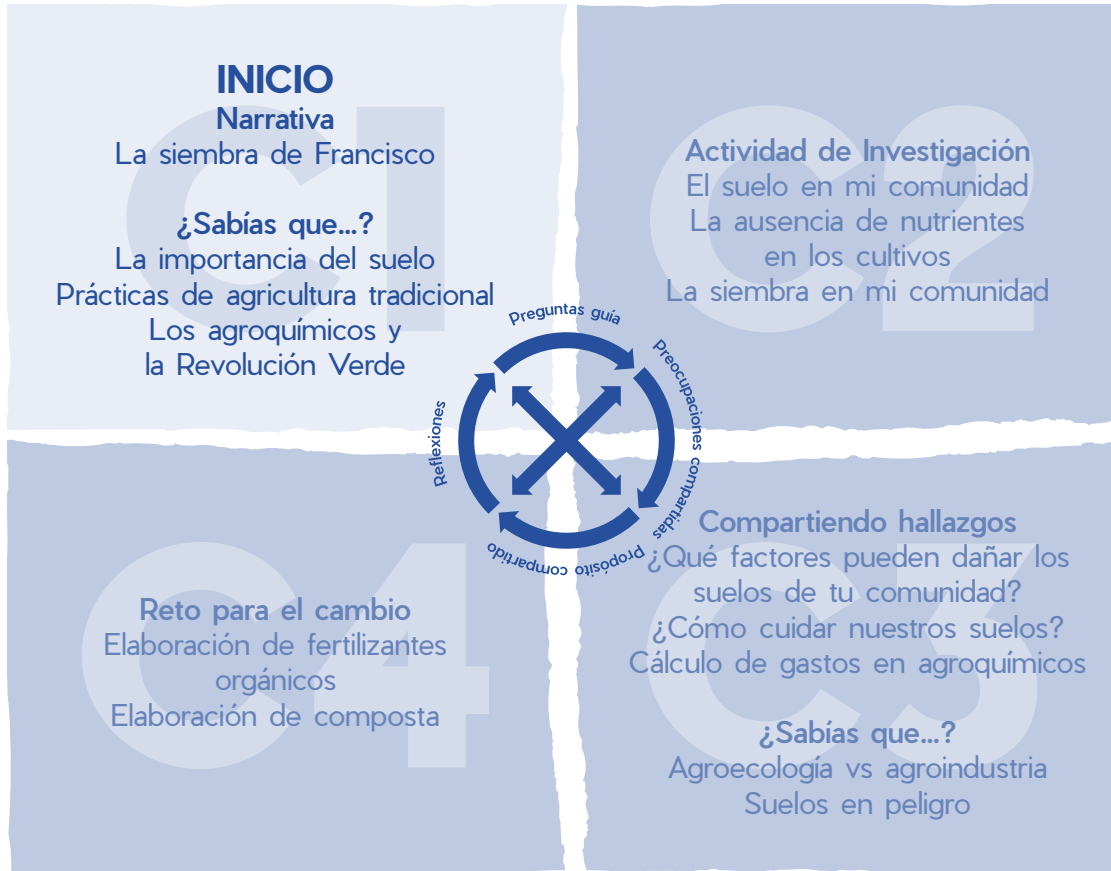 C1
INICIO
Narrativa
La siembra de Francisco
¿Sabías que...?
La importancia del suelo
Prácticas de agricultura tradicional
Los agroquímicos y
la Revolución Verde
C2
Actividad de Investigación
El suelo en mi comunidad
La ausencia de nutrientes
en los cultivos
La siembra en mi comunidad
Preguntas guía
Preocupaciones compartidas
Propósito compartido
Reflexiones
C3
Compartiendo hallazgos
¿Qué factores pueden dañar los
suelos de tu comunidad?
¿Cómo cuidar nuestros suelos?
Cálculo de gastos en agroquímicos
¿Sabías que...?
Agroecología vs agroindustria
Suelos en peligro
C4
Reto para el cambio
Elaboración de fertilizantes
orgánicos
Elaboración de composta